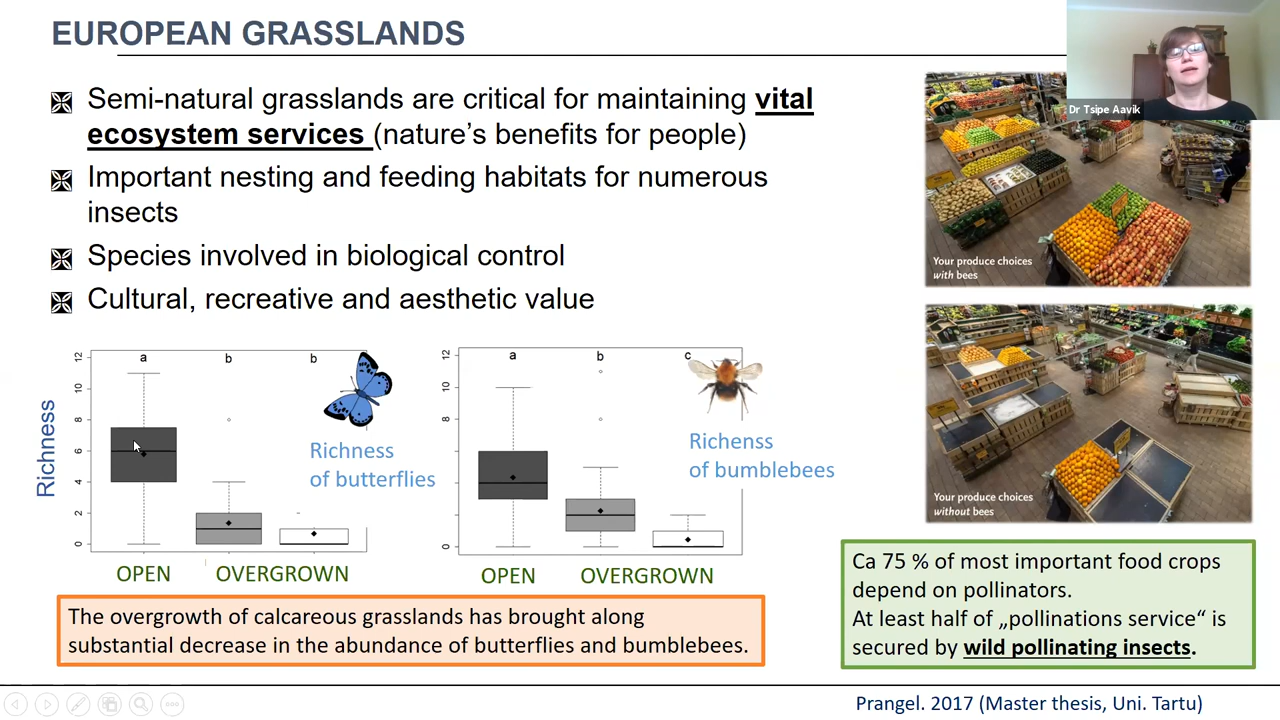 EUROPEAN GRASSLANDS
Dr Tsipe Aavik
Semi-natural grasslands are critical for maintaining vital
ecosystem services (nature's benefits for people)
Important nesting and feeding habitats for numerous
insects
Species involved in biological control
Cultural, recreative and aesthetic value
Your produce choices
with bees
Your produce choices
without bees
Richness
12
10
8
6
4
2
0
a
b
b
Richness
of butterflies
OPEN
OVERGROWN
12
10
8
6
4
0
a
b
c
Richenss
of bumblebees
OPEN
OVERGROWN
The overgrowth of calcareous grasslands has brought along
substantial decrease in the abundance of butterflies and bumblebees.
Ca 75 % of most important food crops
depend on pollinators.
At least half of „pollinations service“ is
secured by wild pollinating insects.
Prangel. 2017 (Master thesis, Uni. Tartu)